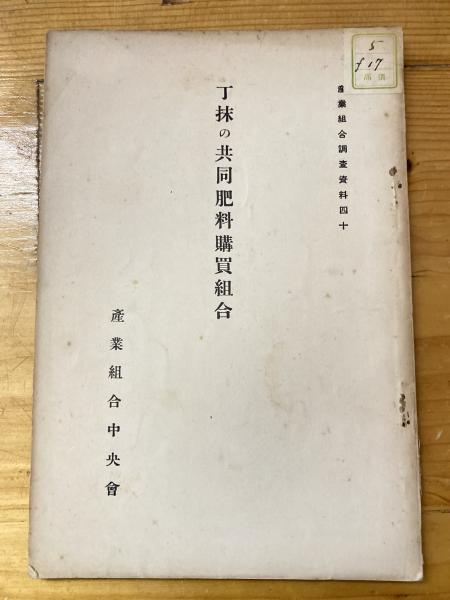 産業組合調査資料四十
丁抹の共同肥料購買組合
産業組合中央會
5
f 17